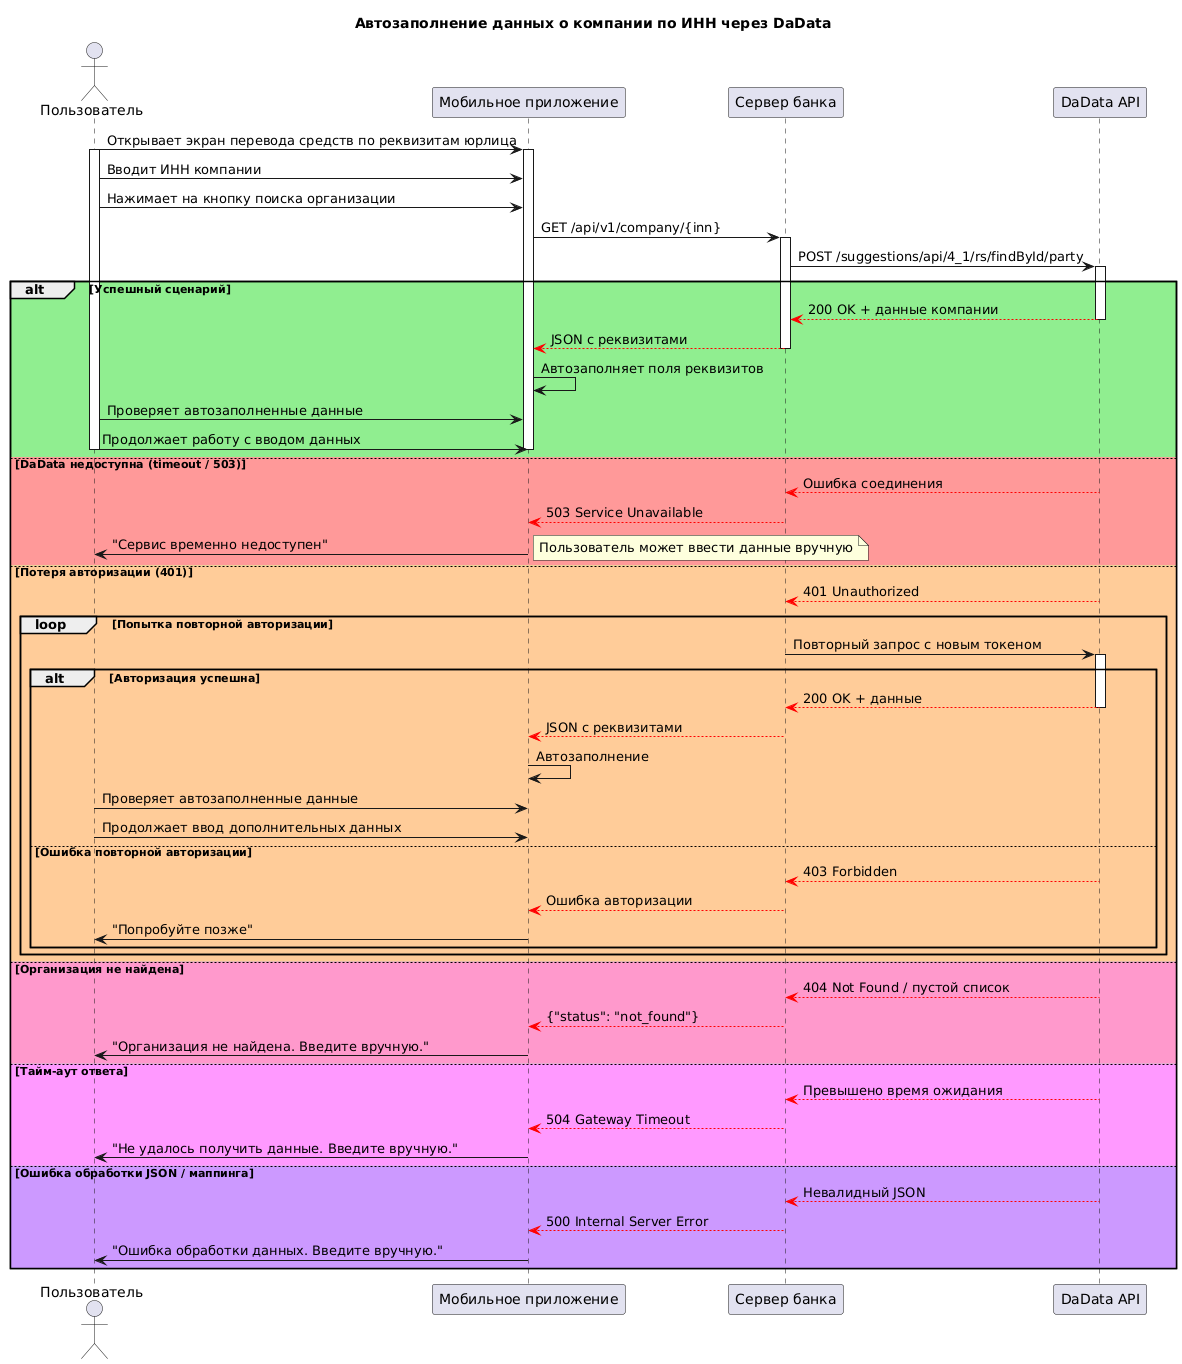 Автозаполнение данных о компании по ИНН через DaData
Пользователь
Мобильное приложение
Сервер банка
DaData API
Открывает экран перевода средств по реквизитам юрлица
Вводит ИНН компании
Нажимает на кнопку поиска организации
GET /api/v1/company/{inn}
POST /suggestions/api/4_1/rs/findById/party
alt
[Успешный сценарий]
200 OK + данные компании
JSON с реквизитами
Автозаполняет поля реквизитов
Проверяет автозаполненные данные
Продолжает работу с вводом данных
[DaData недоступна (timeout / 503)]
Ошибка соединения
503 Service Unavailable
"Сервис временно недоступен"
Пользователь может ввести данные вручную
[Потеря авторизации (401)]
401 Unauthorized
loop
[Попытка повторной авторизации]
Повторный запрос с новым токеном
alt
[Авторизация успешна]
200 OK + данные
JSON с реквизитами
Автозаполнение
Проверяет автозаполненные данные
Продолжает ввод дополнительных данных
[Ошибка повторной авторизации]
403 Forbidden
Ошибка авторизации
"Попробуйте позже"
[Организация не найдена]
404 Not Found / пустой список
{"status": "not_found"}
"Организация не найдена. Введите вручную."
[Тайм-аут ответа]
Превышено время ожидания
504 Gateway Timeout
"Не удалось получить данные. Введите вручную."
[Ошибка обработки JSON / маппинга]
Невалидный JSON
500 Internal Server Error
"Ошибка обработки данных. Введите вручную."
Пользователь
Мобильное приложение
Сервер банка
DaData API